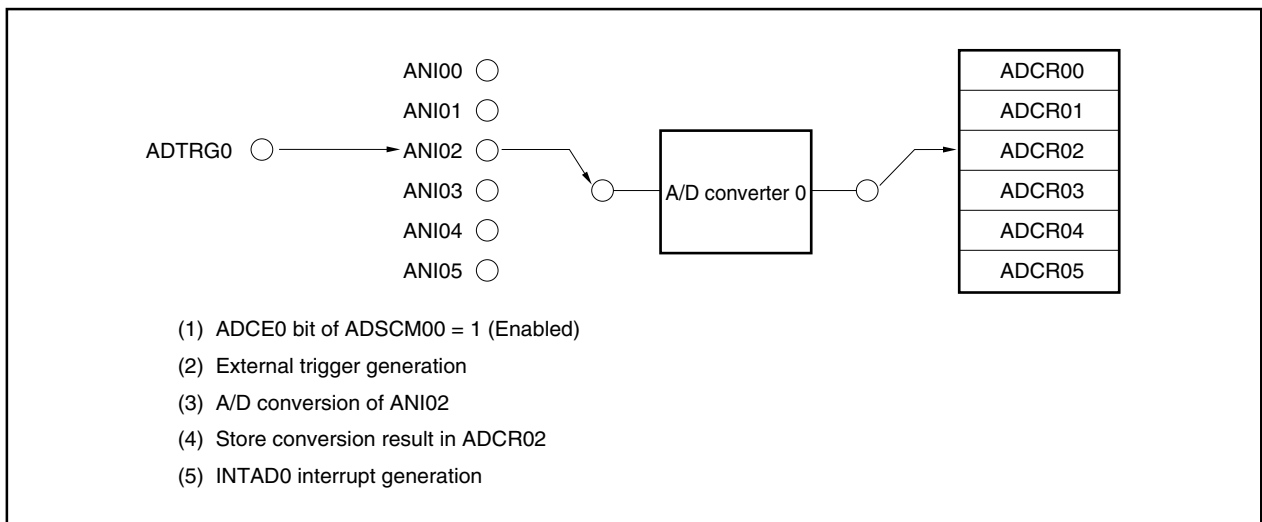 ANI00
ANI01
ADTRG0 ANI02
ANI03
ANI04
ANI05
A/D converter 0
ADCR00
ADCR01
ADCR02
ADCR03
ADCR04
ADCR05
(1) ADCE0 bit of ADSCM00 = 1 (Enabled)
(2) External trigger generation
(3) A/D conversion of ANI02
(4) Store conversion result in ADCR02
(5) INTAD0 interrupt generation